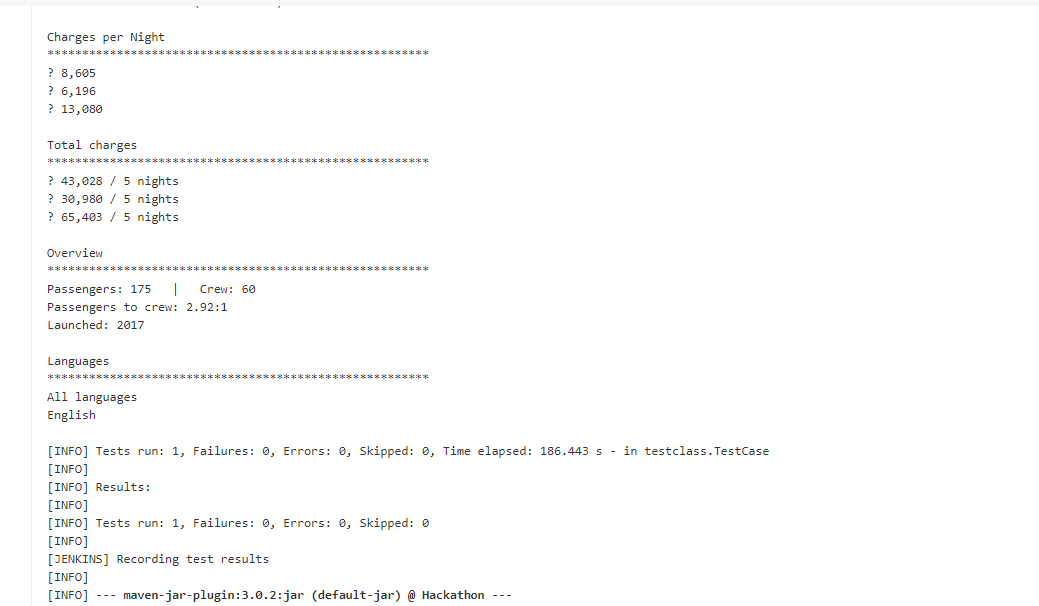 Charges per Night
*******************************************************
? 8,605
? 6,196
? 13,080
Total charges
*******************************************************
? 43,028 / 5 nights
? 30,980 / 5 nights
? 65,403 / 5 nights
Overview
*******************************************************
Passengers: 175   |   Crew: 60
Passengers to crew: 2.92:1
Launched: 2017
Languages
*******************************************************
All languages
English
[INFO] Tests run: 1, Failures: 0, Errors: 0, Skipped: 0, Time elapsed: 186.443 s - in testclass.TestCase
[INFO]
[INFO] Results:
[INFO]
[INFO] Tests run: 1, Failures: 0, Errors: 0, Skipped: 0
[INFO]
[JENKINS] Recording test results
[INFO]
[INFO] --- maven-jar-plugin:3.0.2:jar (default-jar) @ Hackathon ---